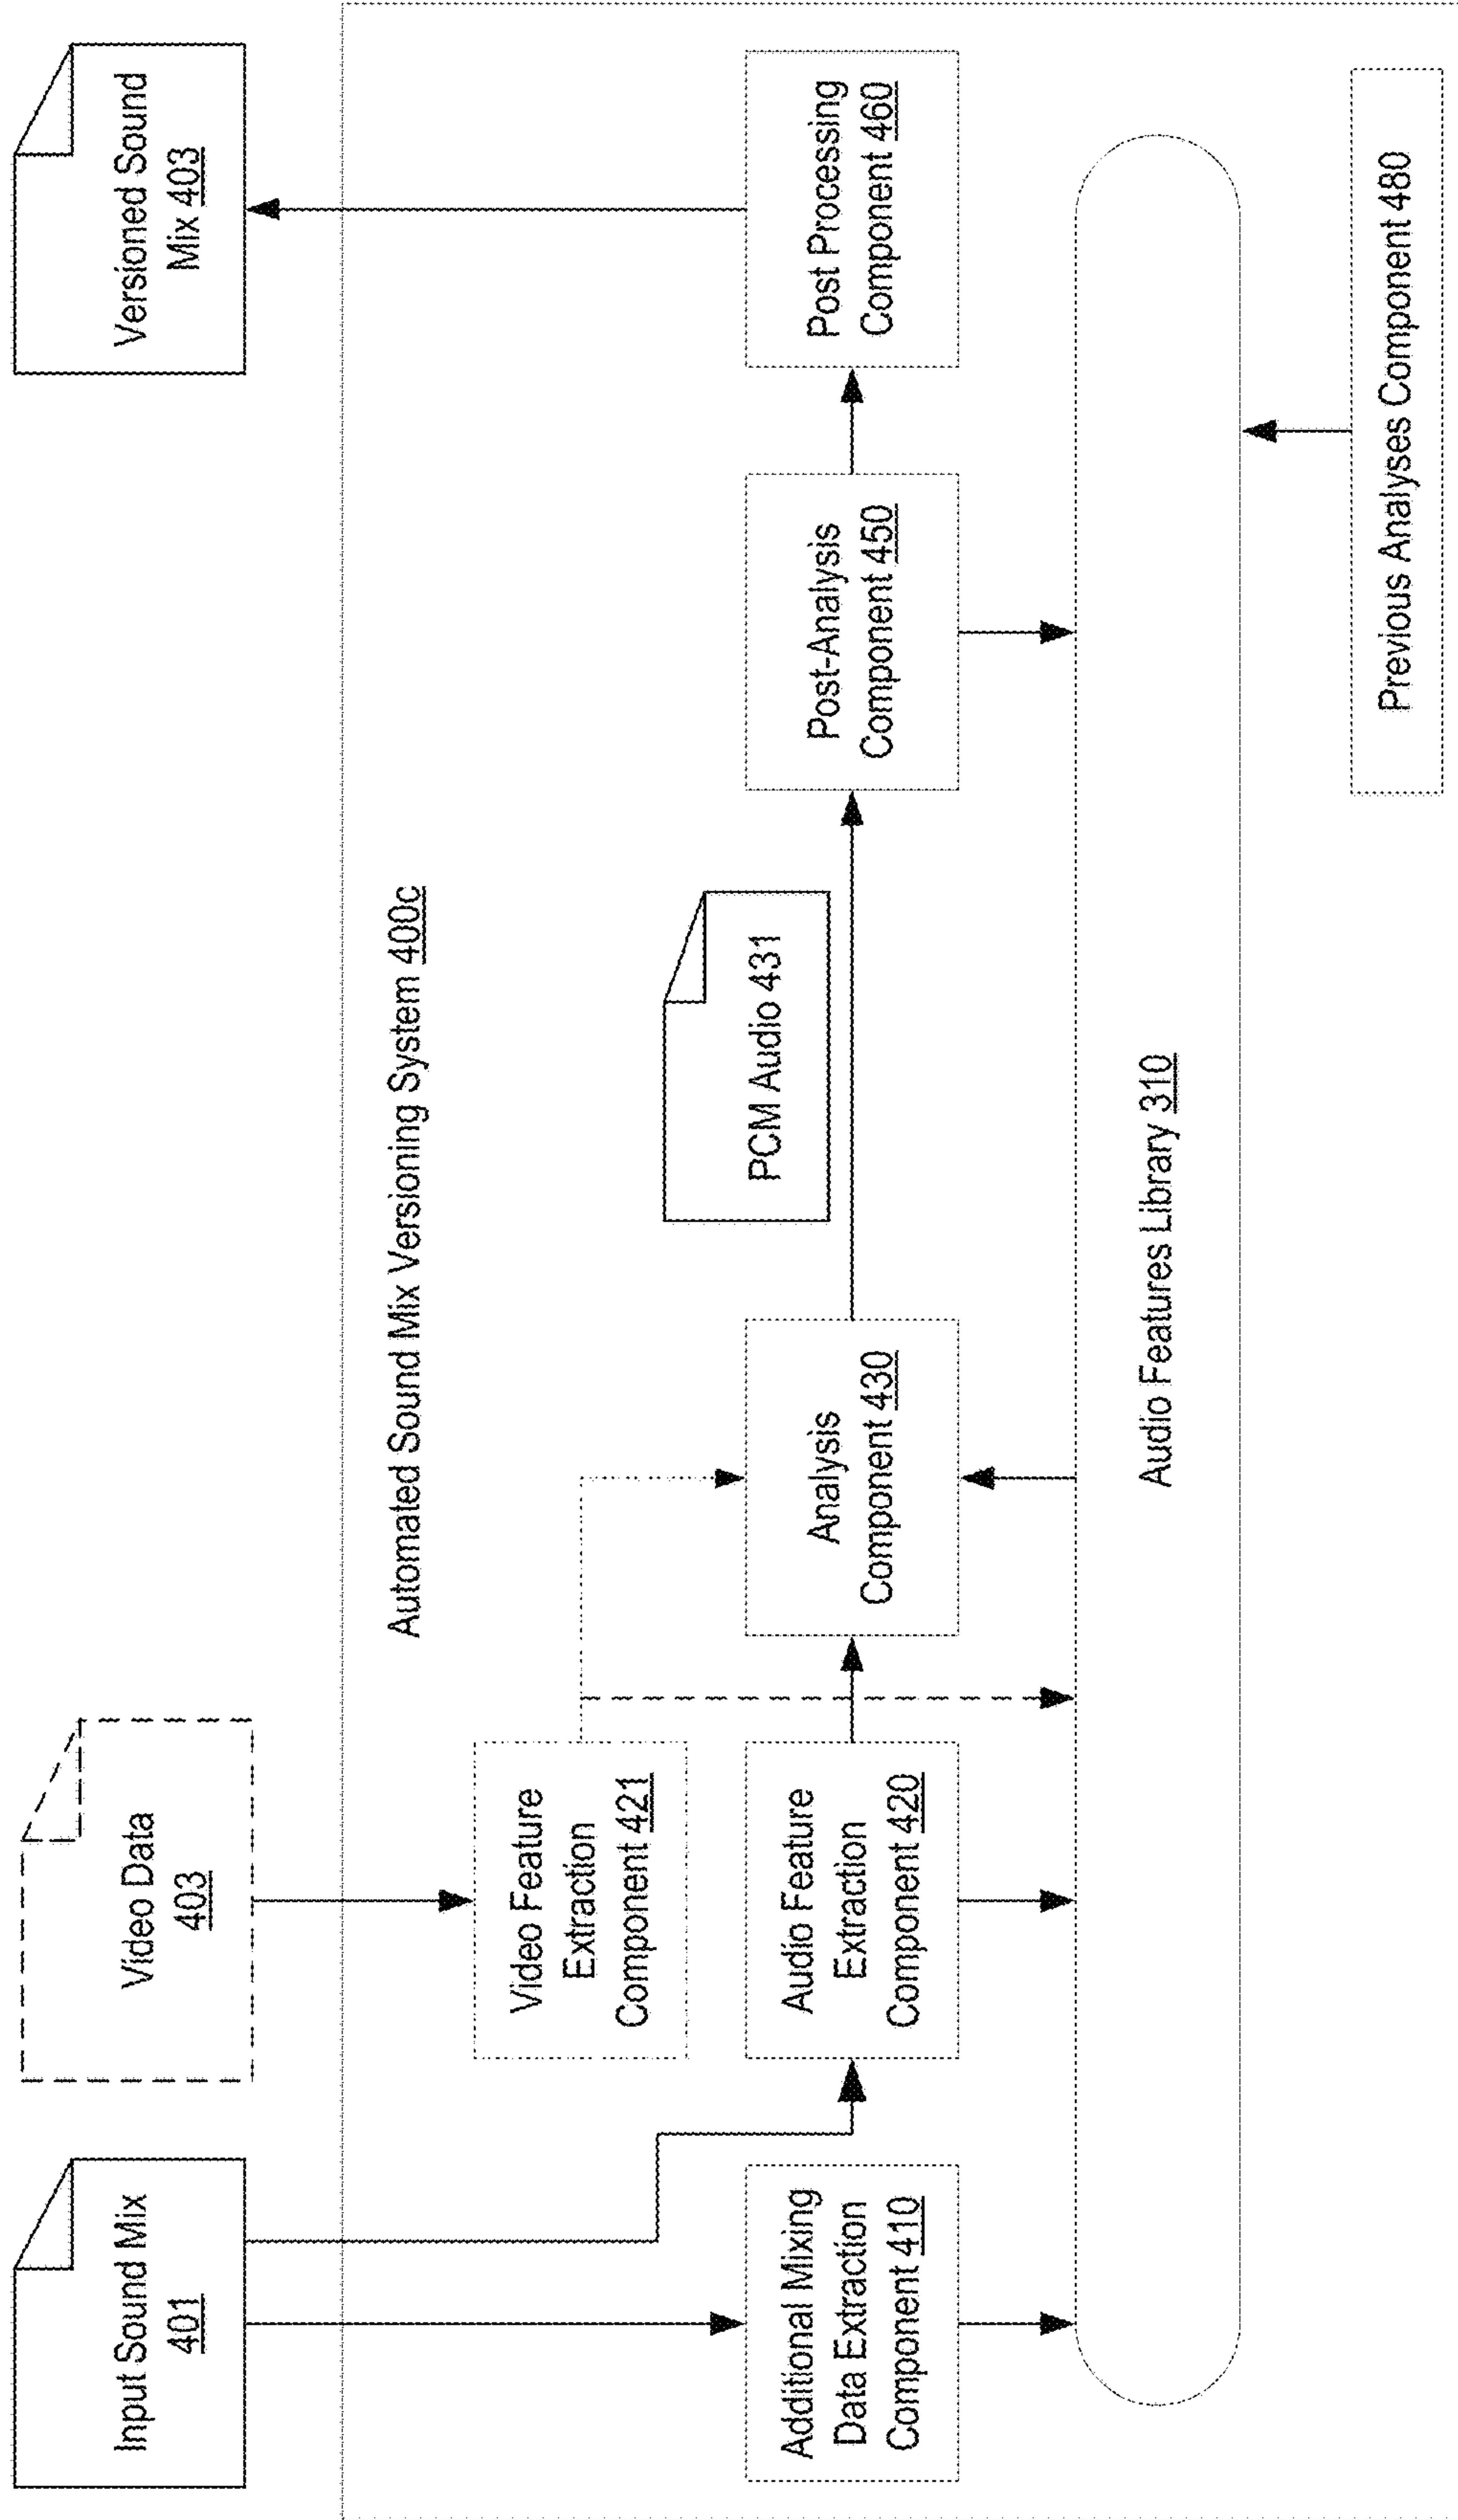 Input Sound Mix
401
Video Data
403
Versioned Sound
Mix 403
Automated Sound Mix Versioning System 400c
Video Feature
Extraction
Component 421
PCM Audio 431
Additional Mixing
Data Extraction
Component 410
Audio Feature
Extraction
Component 420
Analysis
Component 430
Post-Analysis
Component 450
Post Processing
Component 460
Audio Features Library 310
Previous Analyses Component 480